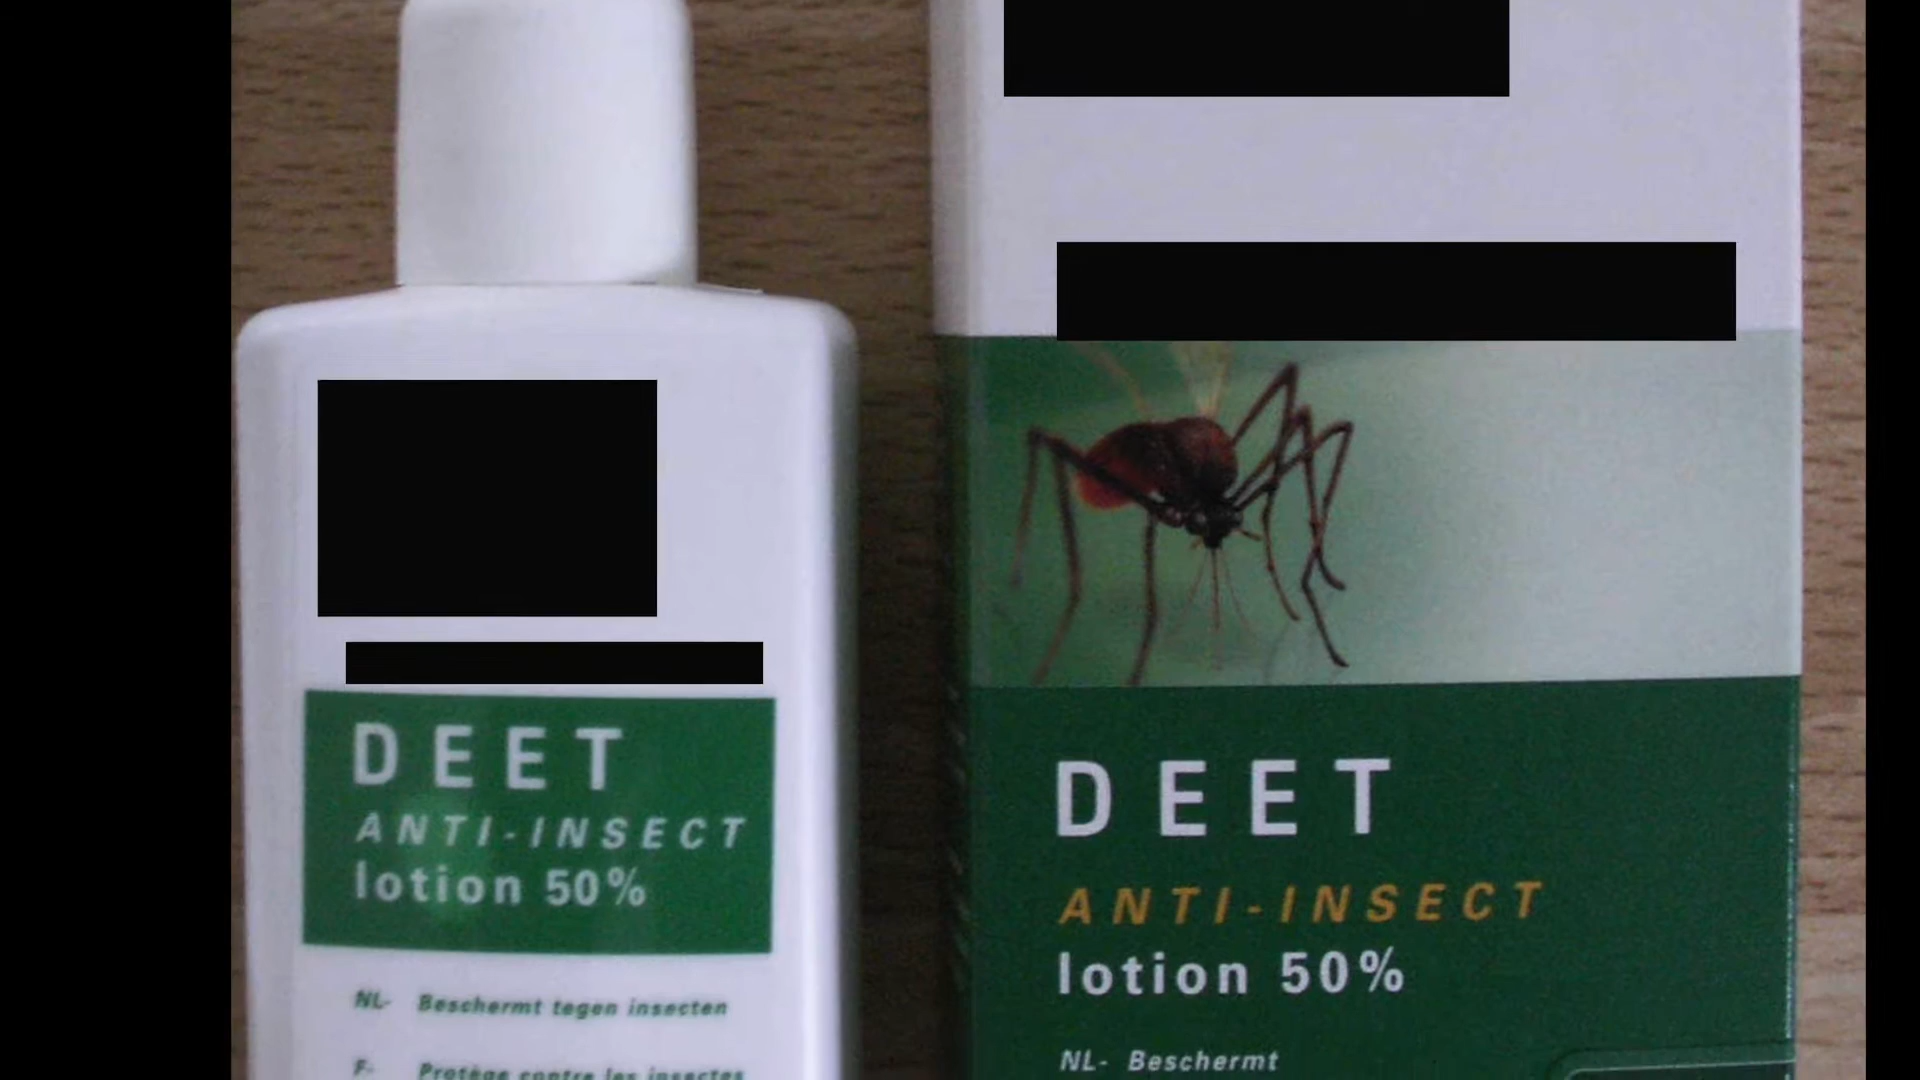 DEET
ANTI-INSECT
lotion 50%
NL- Beschermt tegen insecten
F- Protège contre les insectes
DEET
ANTI-INSECT
lotion 50%
NL- Beschermt